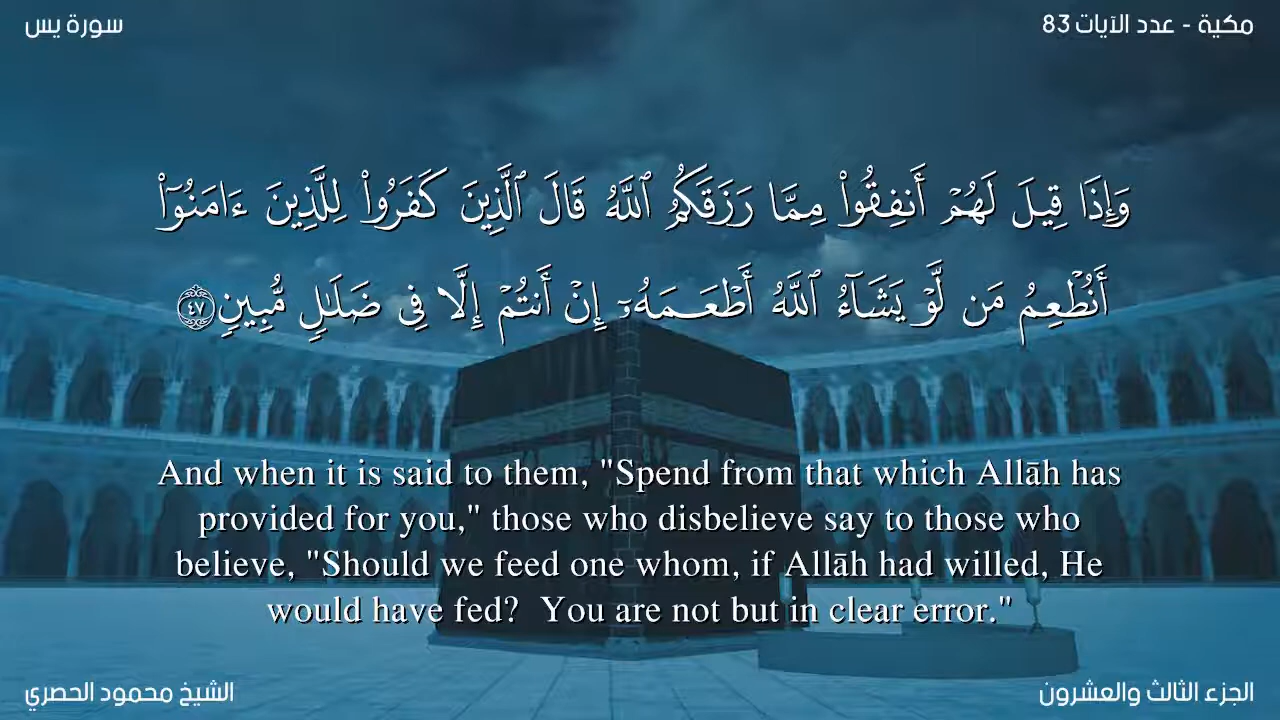 مكية - عدد الآيات 83
سورة يس
وَإِذَا قِيلَ لَهُمْ أَنفِقُوا۟ مِمَّا رَزَقَكُمُ ٱللَّهُ قَالَ ٱلَّذِينَ كَفَرُوا۟ لِلَّذِينَ ءَامَنُوٓا۟
أَنُطْعِمُ مَن لَّوْ يَشَآءُ ٱللَّهُ أَطْعَمَهُۥٓ إِنْ أَنتُمْ إِلَّا فِى ضَلَـٰلٍ مُّبِينٍ ٤٧
And when it is said to them, "Spend from that which Allāh has
provided for you," those who disbelieve say to those who
believe, "Should we feed one whom, if Allāh had willed, He
would have fed?  You are not but in clear error."
الجزء الثالث والعشرون
الشيخ محمود الحصري